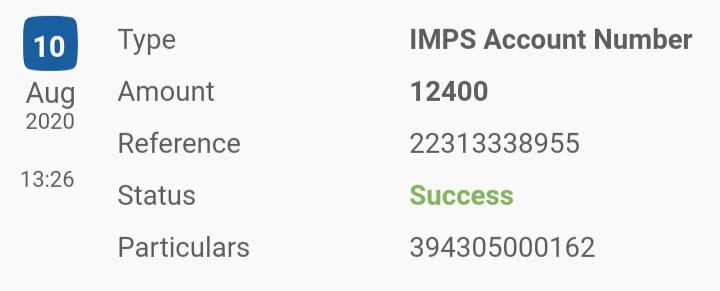 10
Aug
2020
13:26
Type IMPS Account Number
Amount 12400
Reference 22313338955
Status Success
Particulars 394305000162